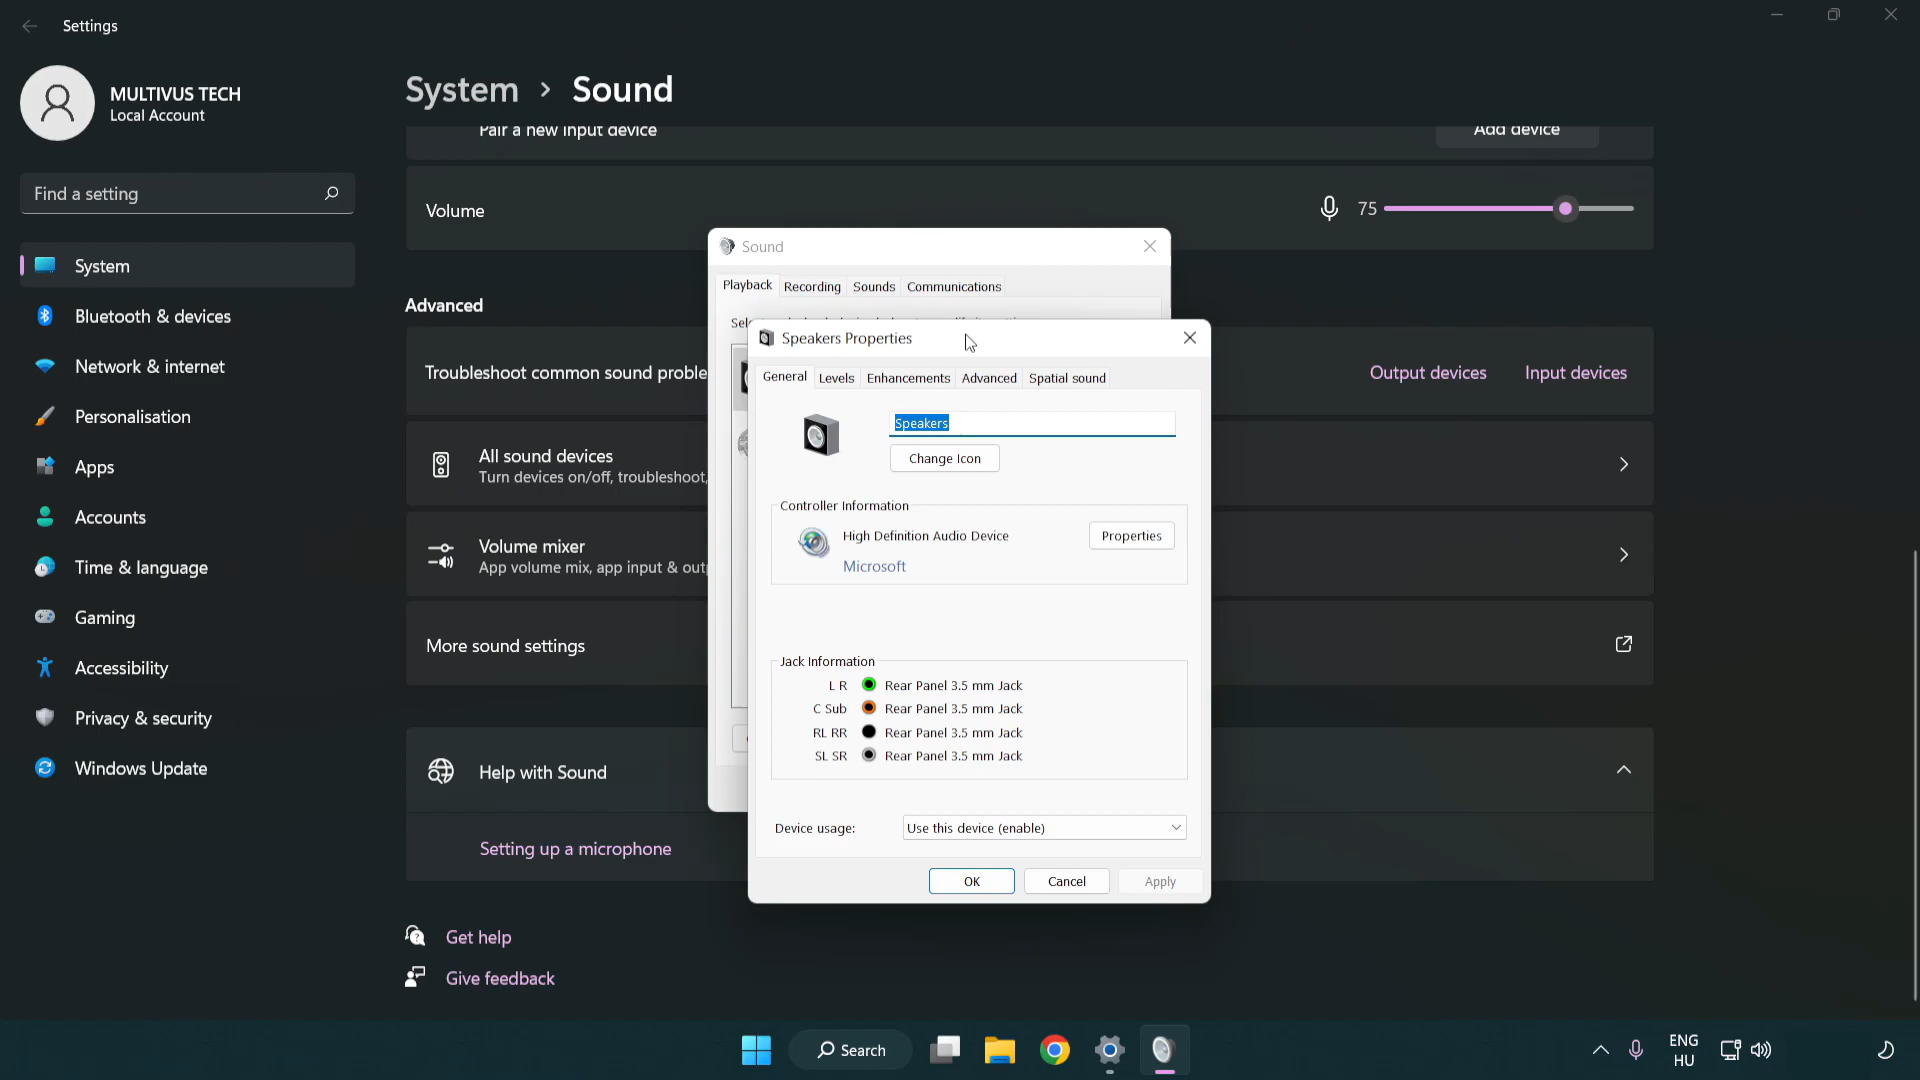 Settings
MULTIVUS TECH
Local Account
Find a setting
System
Bluetooth & devices
Network & internet
Personalisation
Apps
Accounts
Time & language
Gaming
Accessibility
Privacy & security
Windows Update
System › Sound
Pair a new input device
Add device
Volume
75
Advanced
Troubleshoot common sound proble
Output devices
Input devices
All sound devices
Turn devices on/off, troubleshoot,
Volume mixer
App volume mix, app input & out
More sound settings
Help with Sound
Setting up a microphone
Get help
Give feedback
Sound
Playback
Recording
Sounds
Communications
Speakers Properties
General
Levels
Enhancements
Advanced
Spatial sound
Speakers
Change Icon
Controller Information
High Definition Audio Device
Properties
Microsoft
Jack Information
L R Rear Panel 3.5 mm Jack
C Sub Rear Panel 3.5 mm Jack
RL RR Rear Panel 3.5 mm Jack
SL SR Rear Panel 3.5 mm Jack
Device usage:
Use this device (enable)
OK
Cancel
Apply
Search
ENG
HU